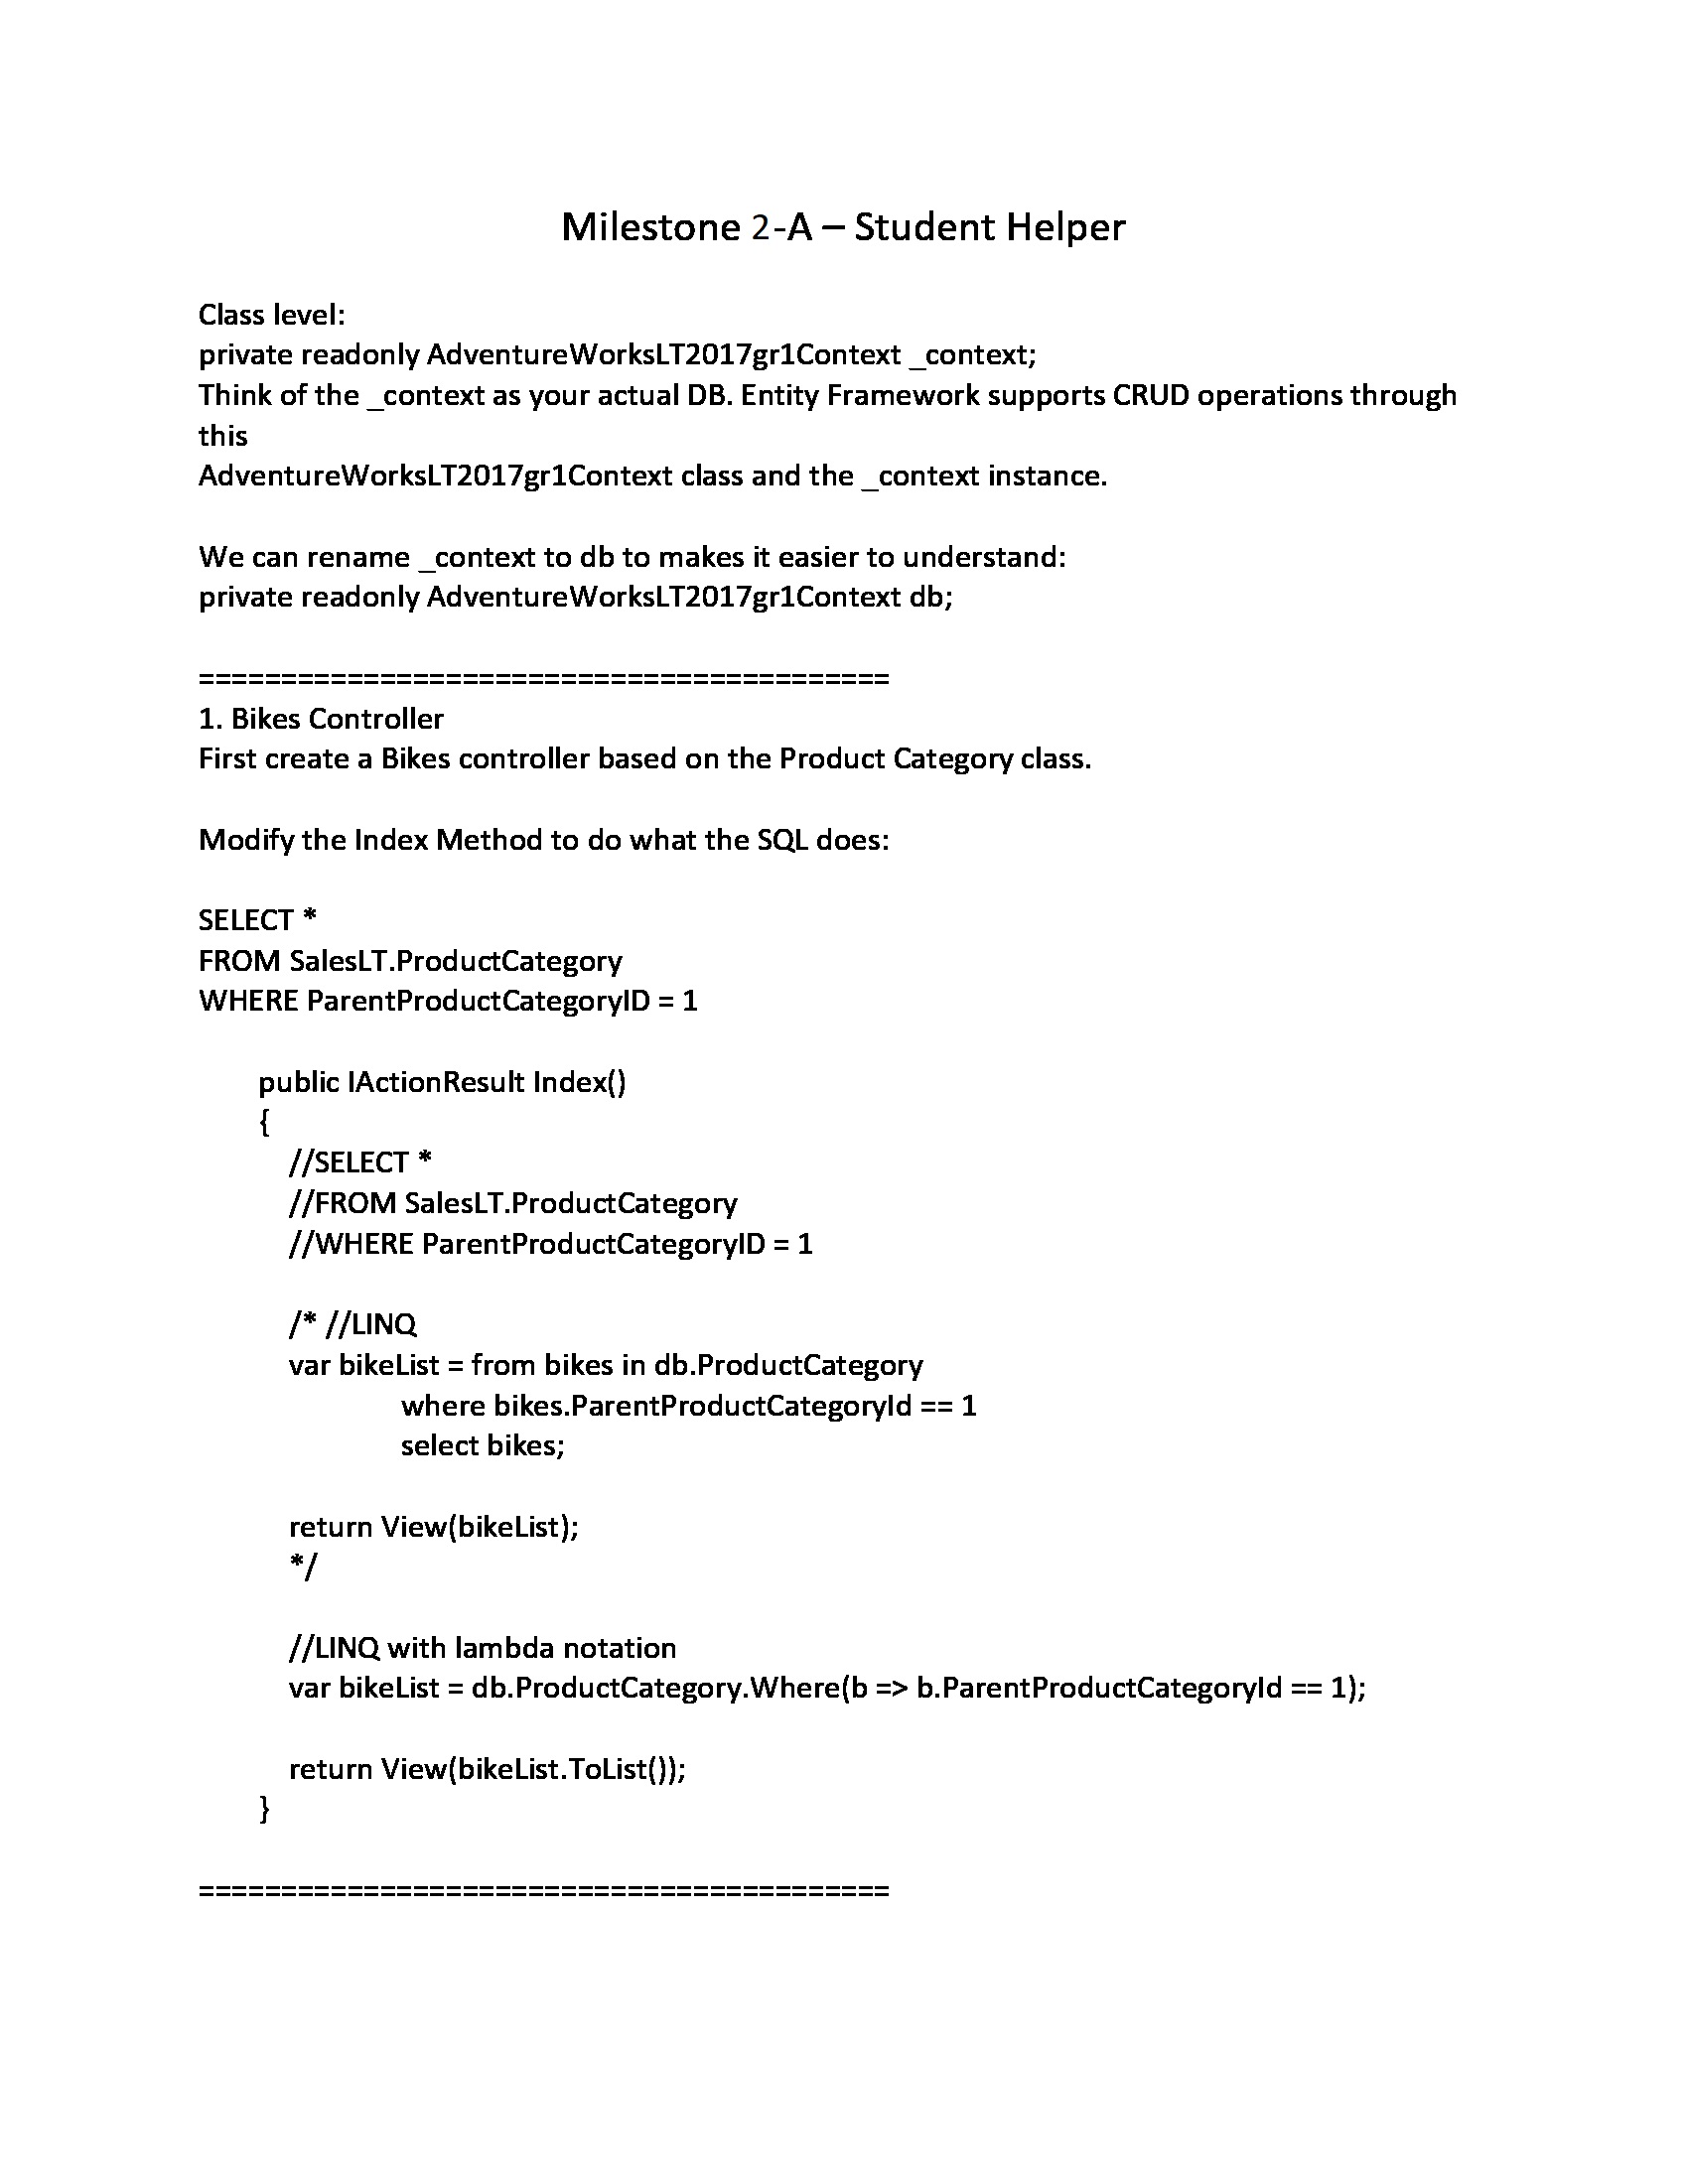 Milestone 2-A – Student Helper
Class level:
private readonly AdventureWorksLT2017gr1Context _context;
Think of the _context as your actual DB. Entity Framework supports CRUD operations through
this
AdventureWorksLT2017gr1Context class and the _context instance.
We can rename _context to db to makes it easier to understand:
private readonly AdventureWorksLT2017gr1Context db;
==========================================
1. Bikes Controller
First create a Bikes controller based on the Product Category class.
Modify the Index Method to do what the SQL does:
SELECT *
FROM SalesLT.ProductCategory
WHERE ParentProductCategoryID = 1
public IActionResult Index()
{
//SELECT *
//FROM SalesLT.ProductCategory
//WHERE ParentProductCategoryID = 1
/* //LINQ
var bikeList = from bikes in db.ProductCategory
where bikes.ParentProductCategoryId == 1
select bikes;
return View(bikeList);
*/
//LINQ with lambda notation
var bikeList = db.ProductCategory.Where(b => b.ParentProductCategoryId == 1);
return View(bikeList.ToList());
}
==========================================